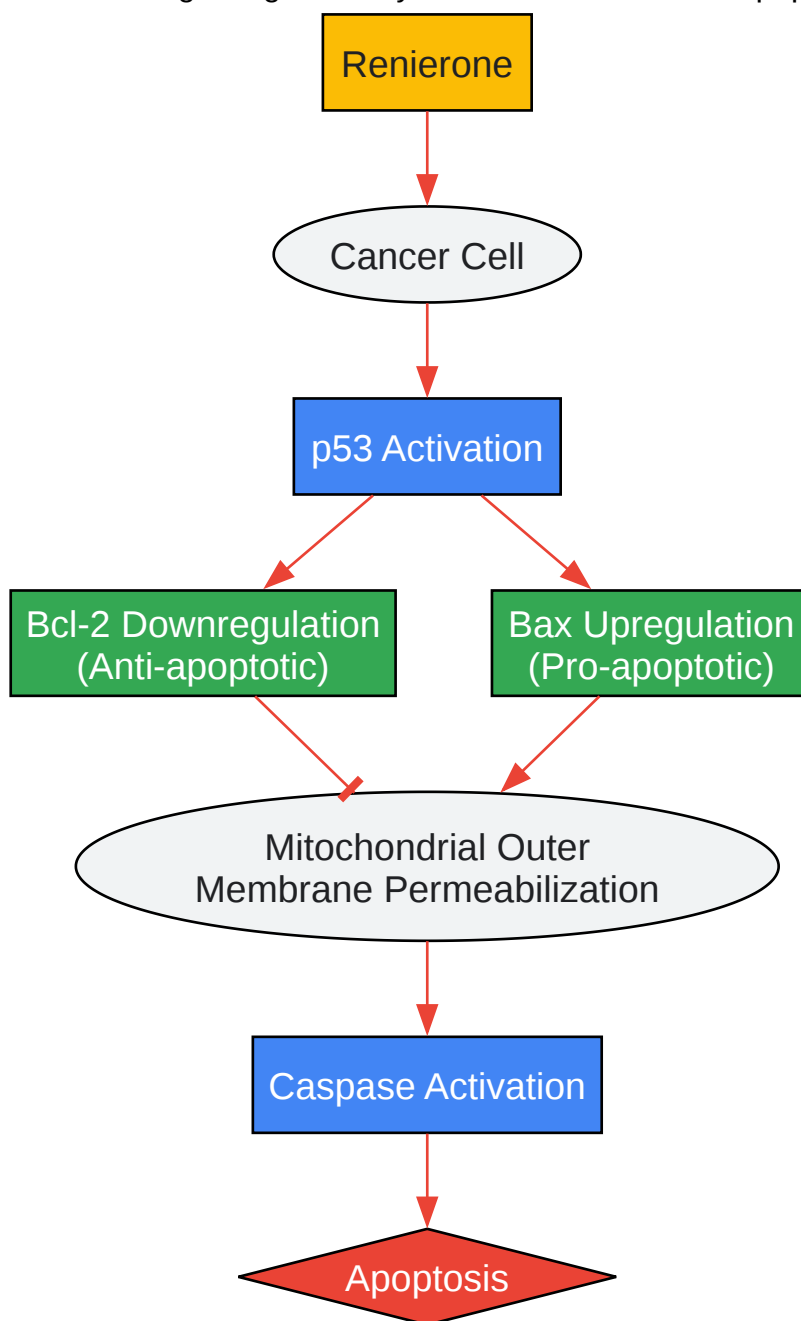 Renierone
Cancer Cell
p53 Activation
Bcl-2 Downregulation
(Anti-apoptotic)
Bax Upregulation
(Pro-apoptotic)
Mitochondrial Outer
Membrane Permeabilization
Caspase Activation
Apoptosis